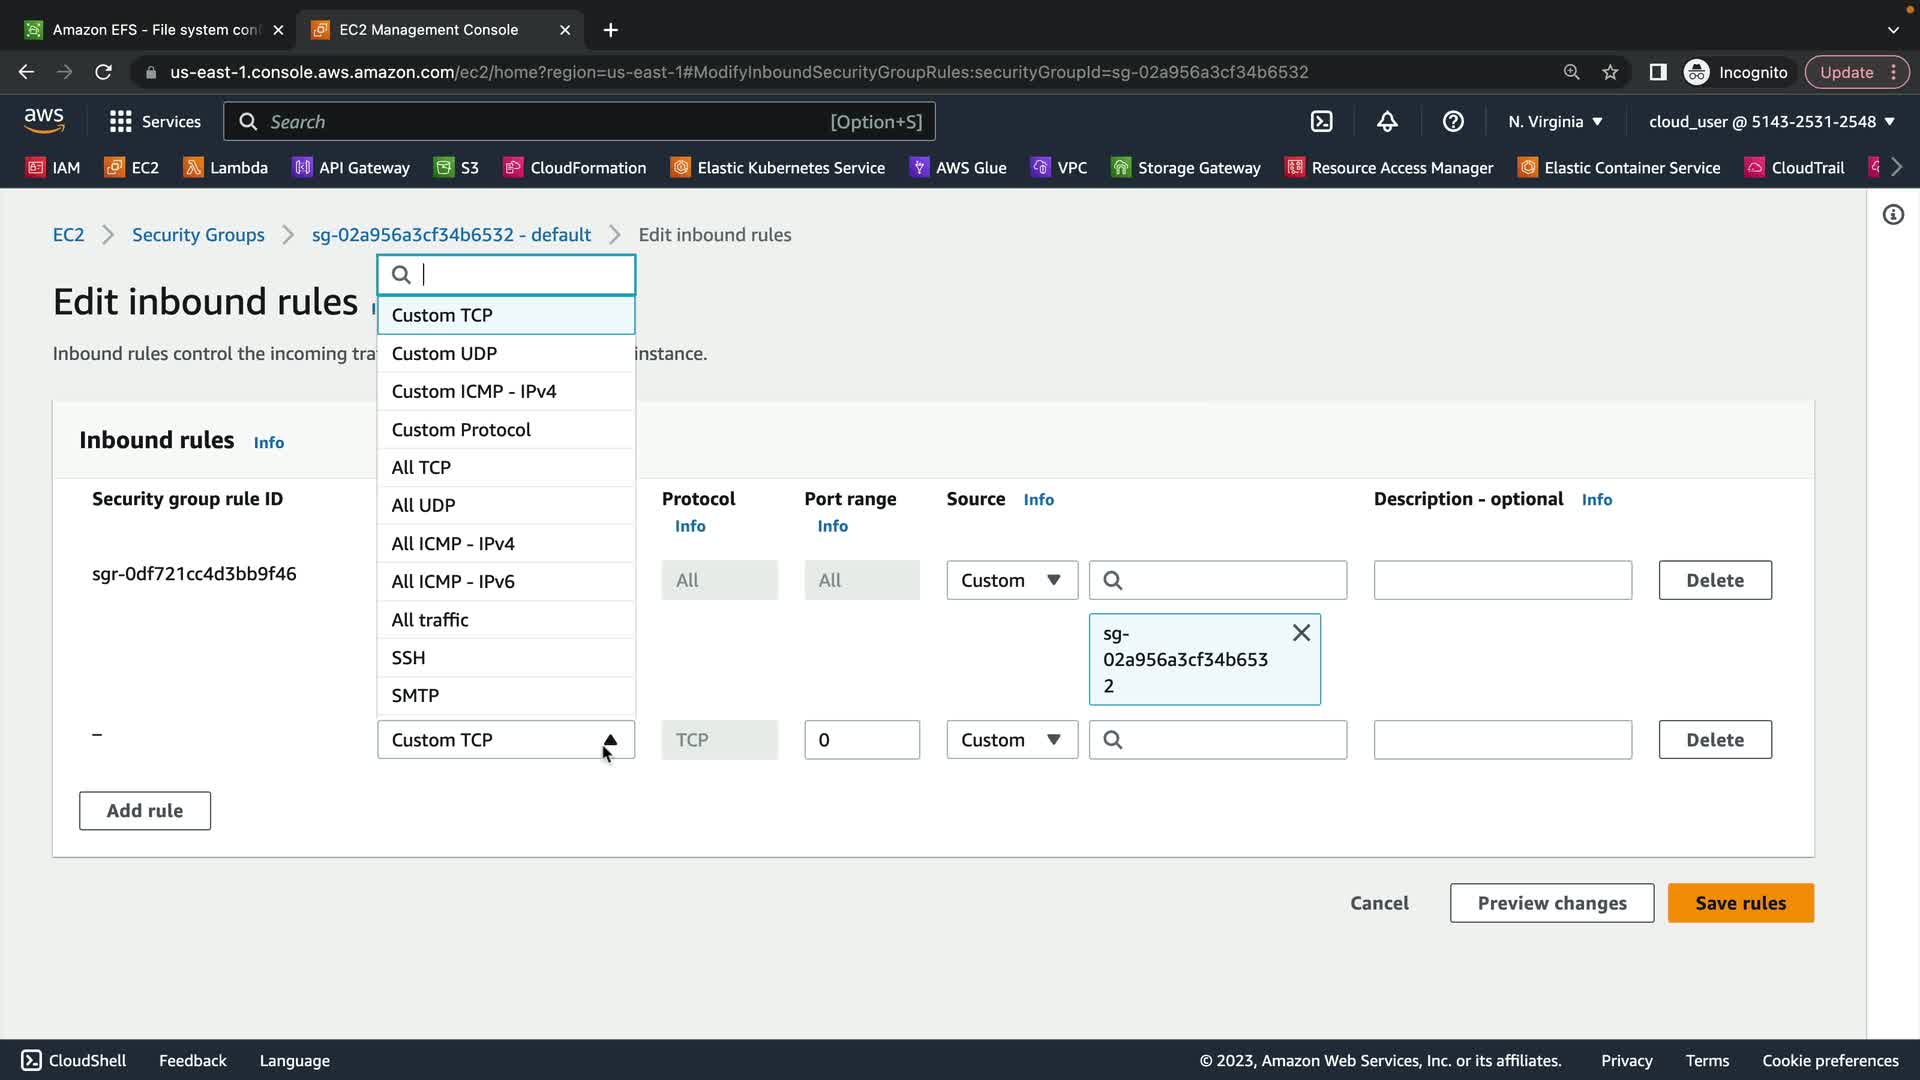 Amazon EFS - File system con
EC2 Management Console
us-east-1.console.aws.amazon.com/ec2/home?region=us-east-1#ModifyInboundSecurityGroupRules:securityGroupId=sg-02a956a3cf34b6532
Incognito
Update
aws
Services
Search
[Option+S]
N. Virginia
cloud_user @ 5143-2531-2548
IAM
EC2
Lambda
API Gateway
S3
CloudFormation
Elastic Kubernetes Service
AWS Glue
VPC
Storage Gateway
Resource Access Manager
Elastic Container Service
CloudTrail
EC2
Security Groups
sg-02a956a3cf34b6532 - default
Edit inbound rules
Edit inbound rules
Inbound rules control the incoming tra
instance.
Custom TCP
Custom UDP
Custom ICMP - IPv4
Custom Protocol
All TCP
All UDP
All ICMP - IPv4
All ICMP - IPv6
All traffic
SSH
SMTP
Inbound rules Info
Security group rule ID
Protocol
Info
Port range
Info
Source Info
Description - optional Info
sgr-0df721cc4d3bb9f46
All
All
Custom
Delete
sg-
02a956a3cf34b653
2
–
Custom TCP
TCP
0
Custom
Delete
Add rule
Cancel
Preview changes
Save rules
CloudShell
Feedback
Language
© 2023, Amazon Web Services, Inc. or its affiliates.
Privacy
Terms
Cookie preferences